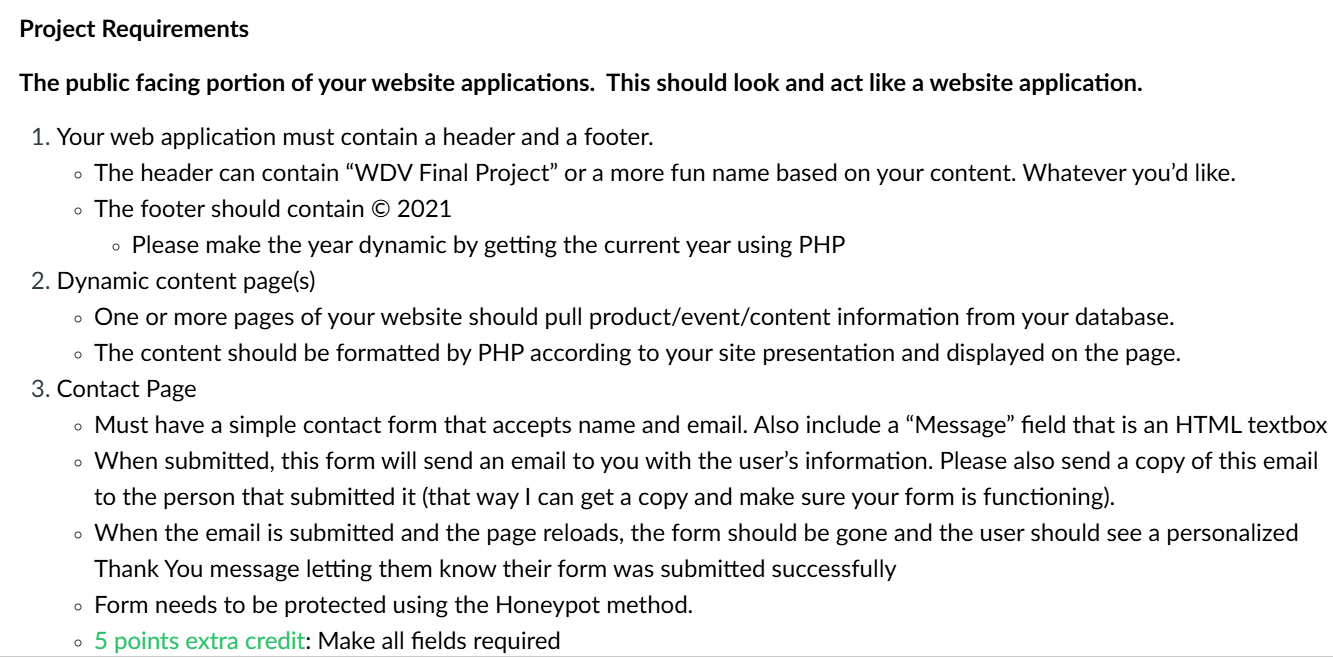 Project Requirements
The public facing portion of your website applications.  This should look and act like a website application.
1. Your web application must contain a header and a footer.
◦ The header can contain “WDV Final Project” or a more fun name based on your content. Whatever you’d like.
◦ The footer should contain © 2021
◦ Please make the year dynamic by getting the current year using PHP
2. Dynamic content page(s)
◦ One or more pages of your website should pull product/event/content information from your database.
◦ The content should be formatted by PHP according to your site presentation and displayed on the page.
3. Contact Page
◦ Must have a simple contact form that accepts name and email. Also include a “Message” field that is an HTML textbox
◦ When submitted, this form will send an email to you with the user’s information. Please also send a copy of this email
to the person that submitted it (that way I can get a copy and make sure your form is functioning).
◦ When the email is submitted and the page reloads, the form should be gone and the user should see a personalized
Thank You message letting them know their form was submitted successfully
◦ Form needs to be protected using the Honeypot method.
◦ 5 points extra credit: Make all fields required